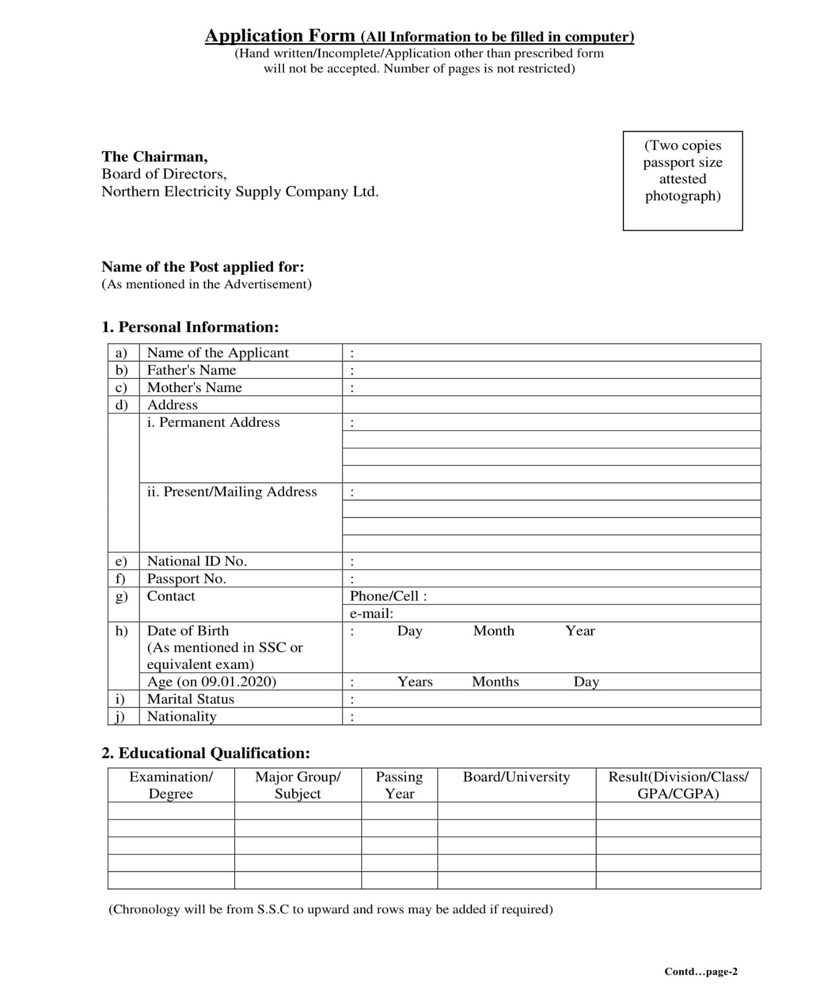 Application Form (All Information to be filled in computer)
(Hand written/Incomplete/Application other than prescribed form
will not be accepted. Number of pages is not restricted)
(Two copies
passport size
attested
photograph)
The Chairman,
Board of Directors,
Northern Electricity Supply Company Ltd.
Name of the Post applied for:
(As mentioned in the Advertisement)
1. Personal Information:
a) Name of the Applicant :
b) Father's Name :
c) Mother's Name :
d) Address
i. Permanent Address :
ii. Present/Mailing Address :
e) National ID No. :
f) Passport No. :
g) Contact Phone/Cell :
e-mail:
h) Date of Birth : Day Month Year
(As mentioned in SSC or
equivalent exam)
Age (on 09.01.2020) : Years Months Day
i) Marital Status :
j) Nationality :
2. Educational Qualification:
Examination/ Major Group/ Passing Board/University Result(Division/Class/
Degree Subject Year GPA/CGPA)
(Chronology will be from S.S.C to upward and rows may be added if required)
Contd…page-2